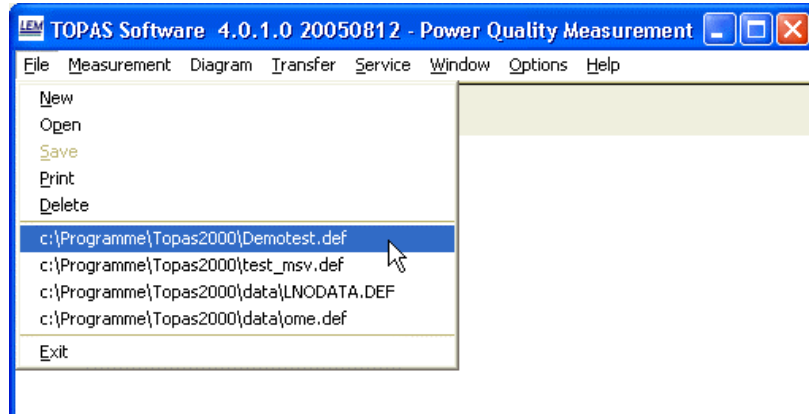 LEM TOPAS Software 4.0.1.0 20050812 - Power Quality Measurement
File Measurement Diagram Transfer Service Window Options Help
New
Open
Save
Print
Delete
c:\Programme\Topas2000\Demotest.def
c:\Programme\Topas2000\test_msv.def
c:\Programme\Topas2000\data\LNODATA.DEF
c:\Programme\Topas2000\data\ome.def
Exit